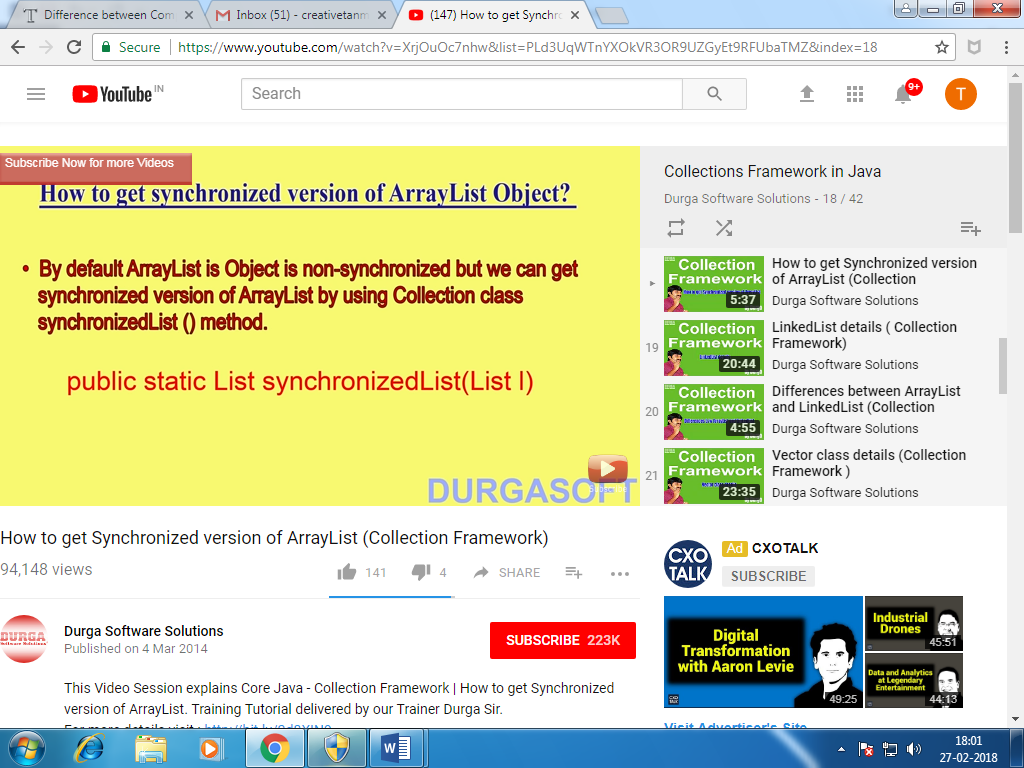 Difference between Com
Inbox (51) - creativetanm
(147) How to get Synchro
Secure
https://www.youtube.com/watch?v=XrjOuOc7nhw&list=PLd3UqWTnYXOkVR3OR9UZGyEt9RFUbaTMZ&index=18
YouTube IN
Search
9+
T
Subscribe Now for more Videos
How to get synchronized version of ArrayList Object?
• By default ArrayList is Object is non-synchronized but we can get
synchronized version of ArrayList by using Collection class
synchronizedList () method.
public static List synchronizedList(List l)
DURGASOFT
Collections Framework in Java
Durga Software Solutions - 18 / 42
Collection
Framework
5:37
How to get Synchronized version
of ArrayList (Collection
Durga Software Solutions
19
Collection
Framework
20:44
LinkedList details ( Collection
Framework)
Durga Software Solutions
20
Collection
Framework
4:55
Differences between ArrayList
and LinkedList (Collection
Durga Software Solutions
21
Collection
Framework
23:35
Vector class details (Collection
Framework )
Durga Software Solutions
How to get Synchronized version of ArrayList (Collection Framework)
94,148 views
141
4
SHARE
DURGA
Software Solutions
Durga Software Solutions
Published on 4 Mar 2014
SUBSCRIBE 223K
This Video Session explains Core Java - Collection Framework | How to get Synchronized
version of ArrayList. Training Tutorial delivered by our Trainer Durga Sir.
For more details visit :
CXO
TALK
Ad CXOTALK
SUBSCRIBE
Digital
Transformation
with Aaron Levie
49:25
Industrial
Drones
45:51
Data and Analytics
at Legendary
Entertainment
44:13
Visit Advertiser's Site
18:01
27-02-2018